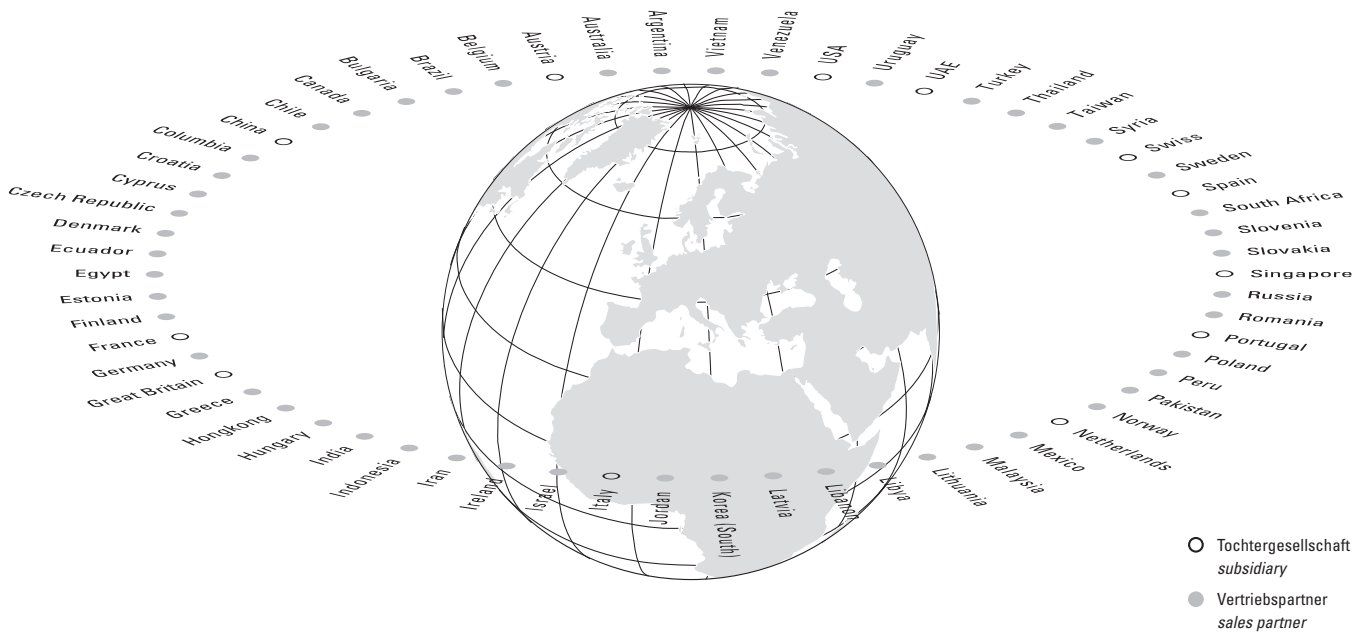 Argentina
Australia
Austria
Belgium
Brazil
Bulgaria
Canada
Chile
China
Columbia
Croatia
Cyprus
Czech Republic
Denmark
Ecuador
Egypt
Estonia
Finland
France
Germany
Great Britain
Greece
Hongkong
Hungary
India
Indonesia
Iran
Ireland
Israel
Italy
Jordan
Korea (South)
Latvia
Libanon
Libya
Lithuania
Malaysia
Mexico
Netherlands
Norway
Pakistan
Peru
Poland
Portugal
Romania
Russia
Singapore
Slovakia
Slovenia
South Africa
Spain
Sweden
Swiss
Syria
Taiwan
Thailand
Turkey
UAE
Uruguay
USA
Venezuela
Vietnam
Tochtergesellschaft
subsidiary
Vertriebspartner
sales partner